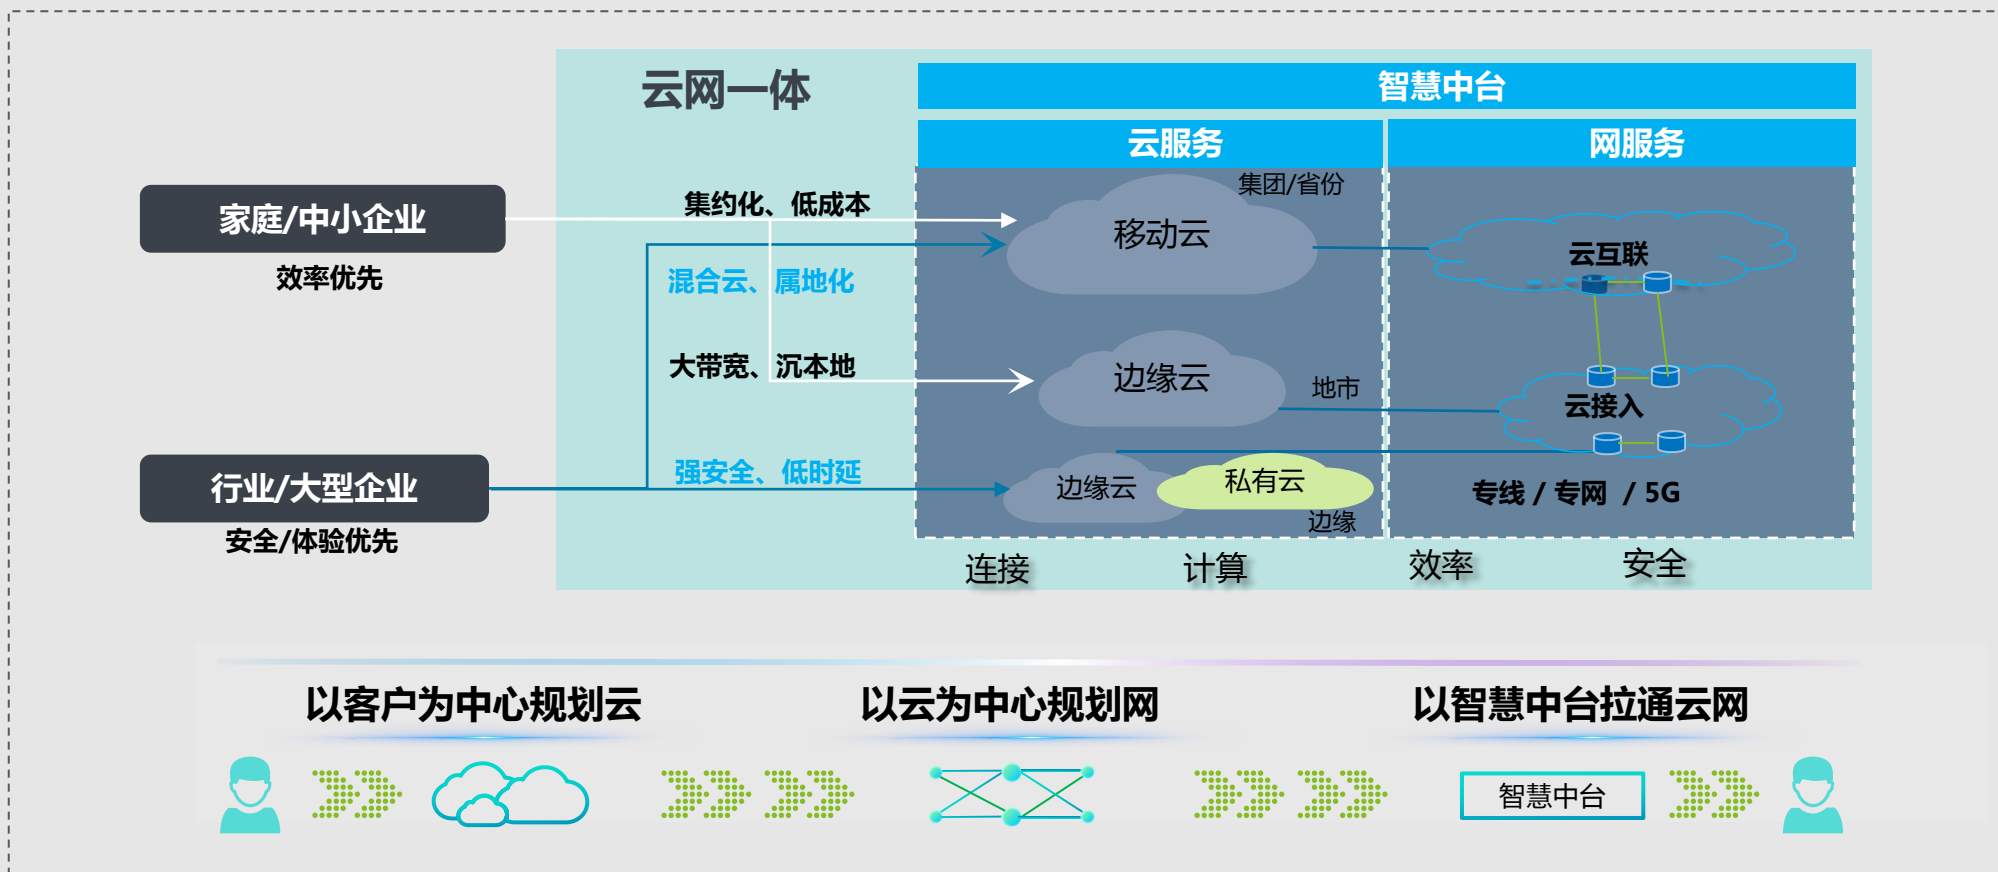 云网一体
智慧中台
云服务
网服务
集团/省份
家庭/中小企业
效率优先
集约化、低成本
移动云
云互联
混合云、属地化
大带宽、沉本地
边缘云
地市
云接入
行业/大型企业
安全/体验优先
强安全、低时延
边缘云
私有云
边缘
专线 / 专网 / 5G
连接
计算
效率
安全
以客户为中心规划云
以云为中心规划网
以智慧中台拉通云网
智慧中台